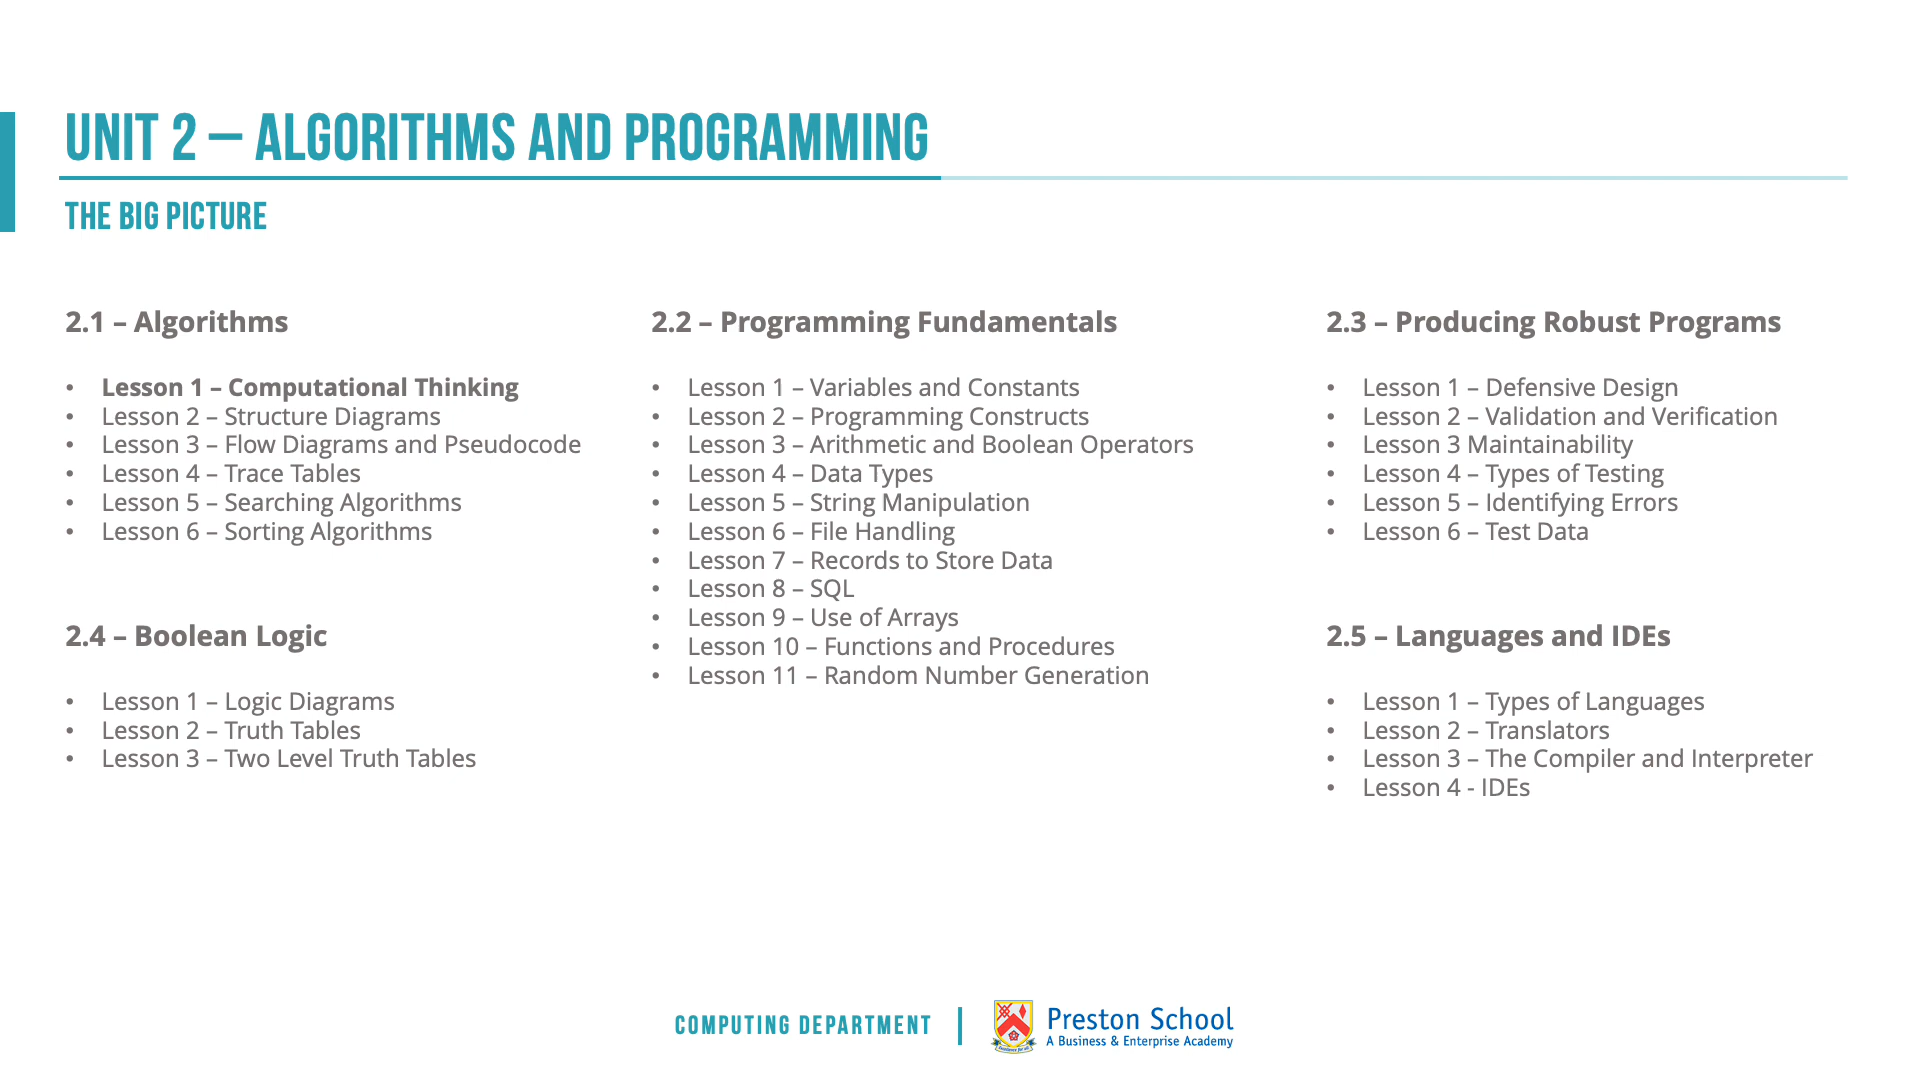 UNIT 2 – ALGORITHMS AND PROGRAMMING
THE BIG PICTURE
2.1 – Algorithms
• Lesson 1 – Computational Thinking
• Lesson 2 – Structure Diagrams
• Lesson 3 – Flow Diagrams and Pseudocode
• Lesson 4 – Trace Tables
• Lesson 5 – Searching Algorithms
• Lesson 6 – Sorting Algorithms
2.2 – Programming Fundamentals
• Lesson 1 – Variables and Constants
• Lesson 2 – Programming Constructs
• Lesson 3 – Arithmetic and Boolean Operators
• Lesson 4 – Data Types
• Lesson 5 – String Manipulation
• Lesson 6 – File Handling
• Lesson 7 – Records to Store Data
• Lesson 8 – SQL
• Lesson 9 – Use of Arrays
• Lesson 10 – Functions and Procedures
• Lesson 11 – Random Number Generation
2.3 – Producing Robust Programs
• Lesson 1 – Defensive Design
• Lesson 2 – Validation and Verification
• Lesson 3 Maintainability
• Lesson 4 – Types of Testing
• Lesson 5 – Identifying Errors
• Lesson 6 – Test Data
2.4 – Boolean Logic
• Lesson 1 – Logic Diagrams
• Lesson 2 – Truth Tables
• Lesson 3 – Two Level Truth Tables
2.5 – Languages and IDEs
• Lesson 1 – Types of Languages
• Lesson 2 – Translators
• Lesson 3 – The Compiler and Interpreter
• Lesson 4 - IDEs
COMPUTING DEPARTMENT
Preston School
A Business & Enterprise Academy